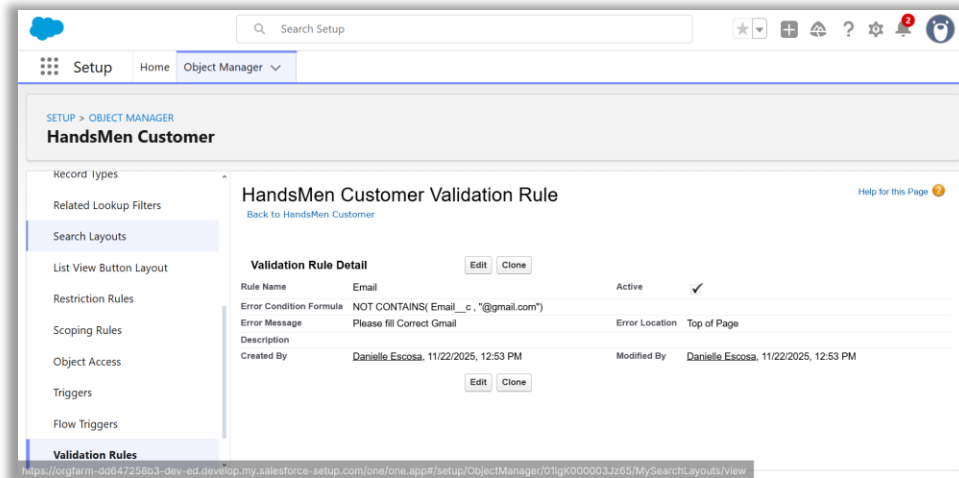 Search Setup
2
Setup Home Object Manager
SETUP > OBJECT MANAGER
HandsMen Customer
Record Types
Related Lookup Filters
Search Layouts
List View Button Layout
Restriction Rules
Scoping Rules
Object Access
Triggers
Flow Triggers
Validation Rules
HandsMen Customer Validation Rule
Help for this Page
Back to HandsMen Customer
Validation Rule Detail Edit Clone
Rule Name Email Active ✓
Error Condition Formula NOT CONTAINS( Email__c , "@gmail.com")
Error Message Please fill Correct Gmail Error Location Top of Page
Description
Created By Danielle Escosa, 11/22/2025, 12:53 PM Modified By Danielle Escosa, 11/22/2025, 12:53 PM
Edit Clone
https://orgfarm-dd647258b3-dev-ed.develop.my.salesforce-setup.com/one/one.app#/setup/ObjectManager/01IgK000003Jz65/MySearchLayouts/view